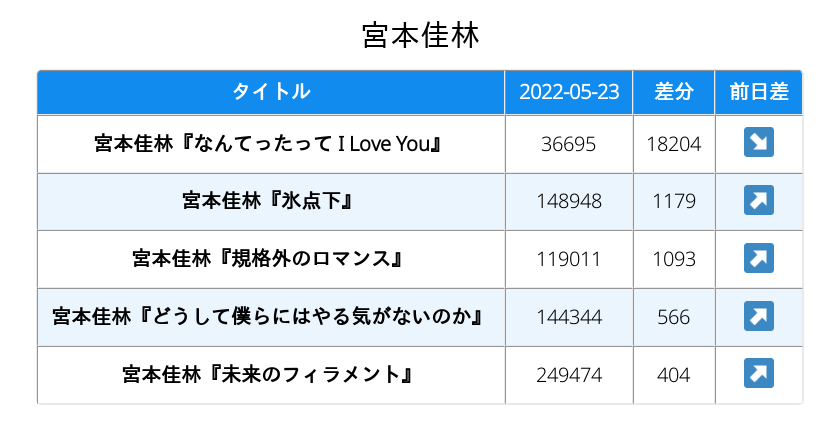 宮本佳林
タイトル 2022-05-23 差分 前日差
宮本佳林『なんてったって I Love You』 36695 18204 ↘
宮本佳林『氷点下』 148948 1179 ↗
宮本佳林『規格外のロマンス』 119011 1093 ↗
宮本佳林『どうして僕らにはやる気がないのか』 144344 566 ↗
宮本佳林『未来のフィラメント』 249474 404 ↗